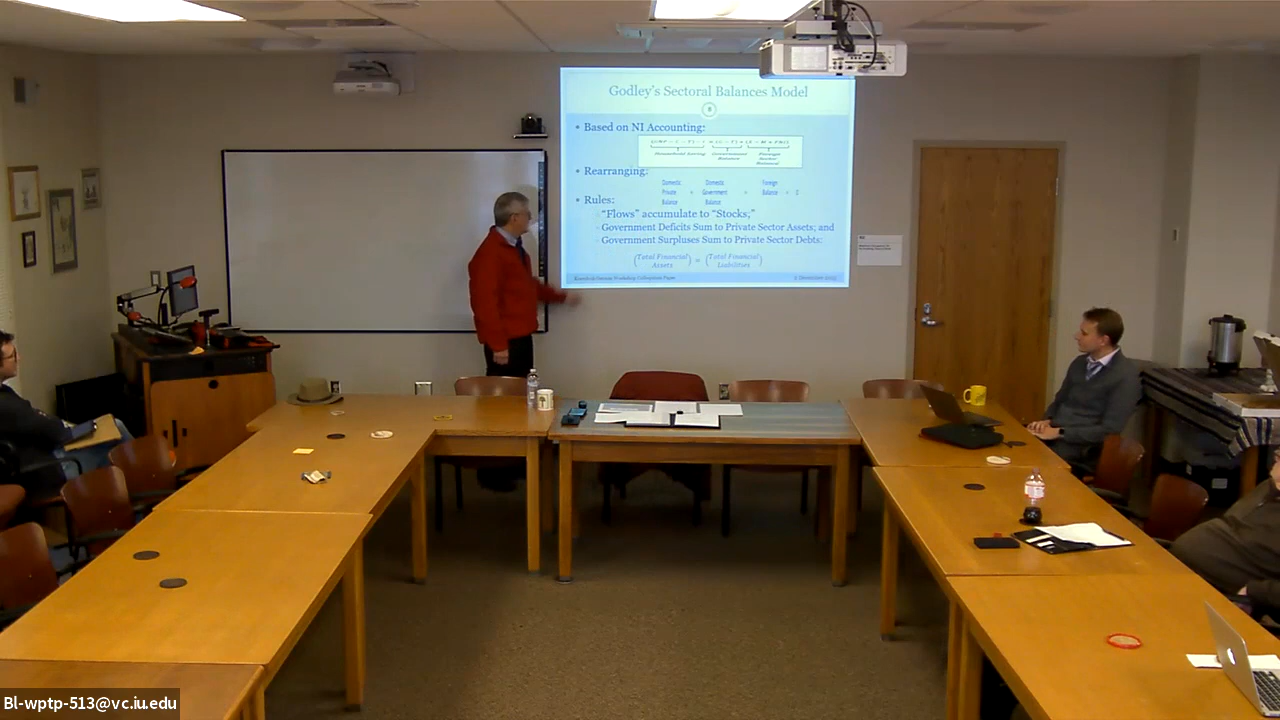 Godley's Sectoral Balances Model
8
• Based on NI Accounting:
• Rearranging:
Domestic Domestic Foreign
Private + Government + Balance = 0
Balance Balance
• Rules:
"Flows" accumulate to "Stocks;"
Government Deficits Sum to Private Sector Assets; and
Government Surpluses Sum to Private Sector Debts:
(Total Financial Assets) = (Total Financial Liabilities)
Bl-wptp-513@vc.iu.edu